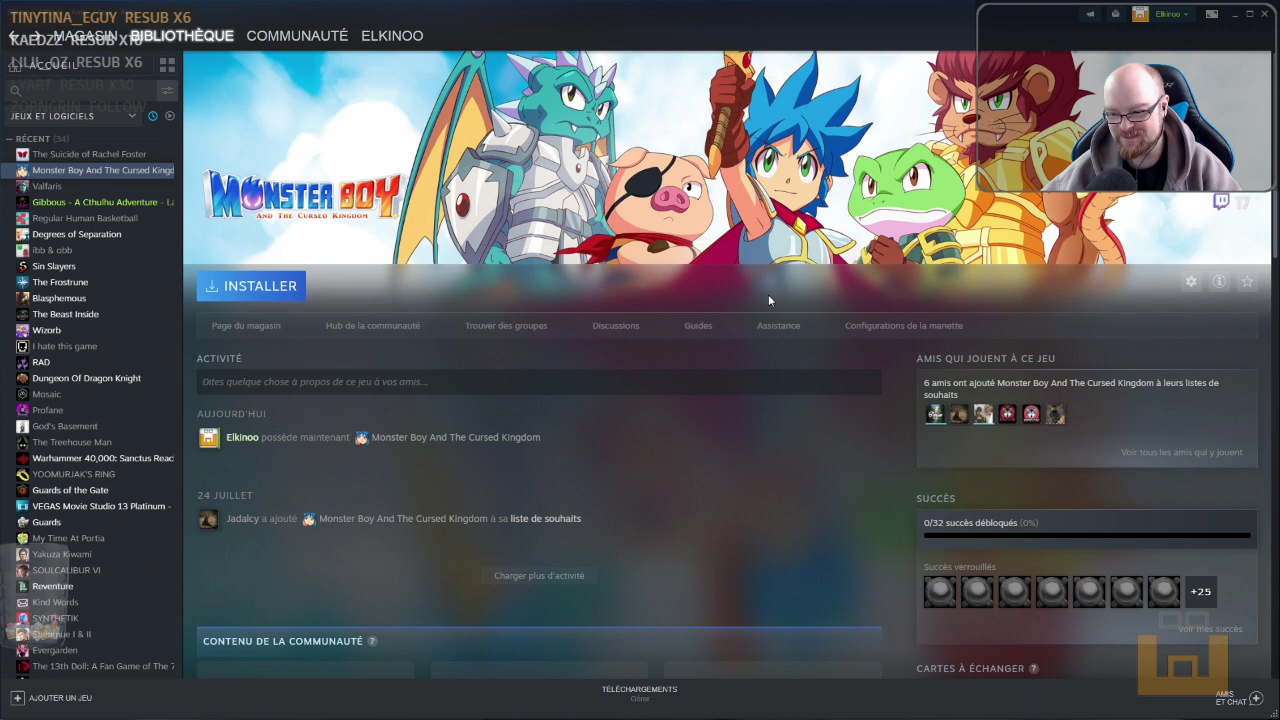 TINYTINA_EGUY RESUB X6
MAGASIN BIBLIOTHÈQUE COMMUNAUTÉ ELKINOO
Elkinoo
ACCUEIL
JEUX ET LOGICIELS
RÉCENT (34)
The Suicide of Rachel Foster
Monster Boy And The Cursed Kingd
Valfaris
Gibbous - A Cthulhu Adventure - La
Regular Human Basketball
Degrees of Separation
ibb & obb
Sin Slayers
The Frostrune
Blasphemous
The Beast Inside
Wizorb
I hate this game
RAD
Dungeon Of Dragon Knight
Mosaic
Profane
God's Basement
The Treehouse Man
Warhammer 40,000: Sanctus Reac
YOOMURJAK'S RING
Guards of the Gate
VEGAS Movie Studio 13 Platinum -
Guards
My Time At Portia
Yakuza Kiwami
SOULCALIBUR VI
Reventure
Kind Words
SYNTHETIK
I & II
Evergarden
The 13th Doll: A Fan Game of The 7
AJOUTER UN JEU
MONSTER BOY
AND THE CURSED KINGDOM
17
INSTALLER
Page du magasin
Hub de la communauté
Trouver des groupes
Discussions
Guides
Assistance
Configurations de la manette
ACTIVITÉ
Dites quelque chose à propos de ce jeu à vos amis...
AUJOURD'HUI
Elkinoo possède maintenant Monster Boy And The Cursed Kingdom
24 JUILLET
Jadalcy a ajouté Monster Boy And The Cursed Kingdom à sa liste de souhaits
Charger plus d'activité
CONTENU DE LA COMMUNAUTÉ ?
AMIS QUI JOUENT À CE JEU
6 amis ont ajouté Monster Boy And The Cursed Kingdom à leurs listes de
souhaits
Voir tous les amis qui y jouent
SUCCÈS
0/32 succès débloqués (0%)
Succès verrouillés
+25
Voir mes succès
CARTES À ÉCHANGER ?
TÉLÉCHARGEMENTS
Gérer
AMIS
ET CHAT